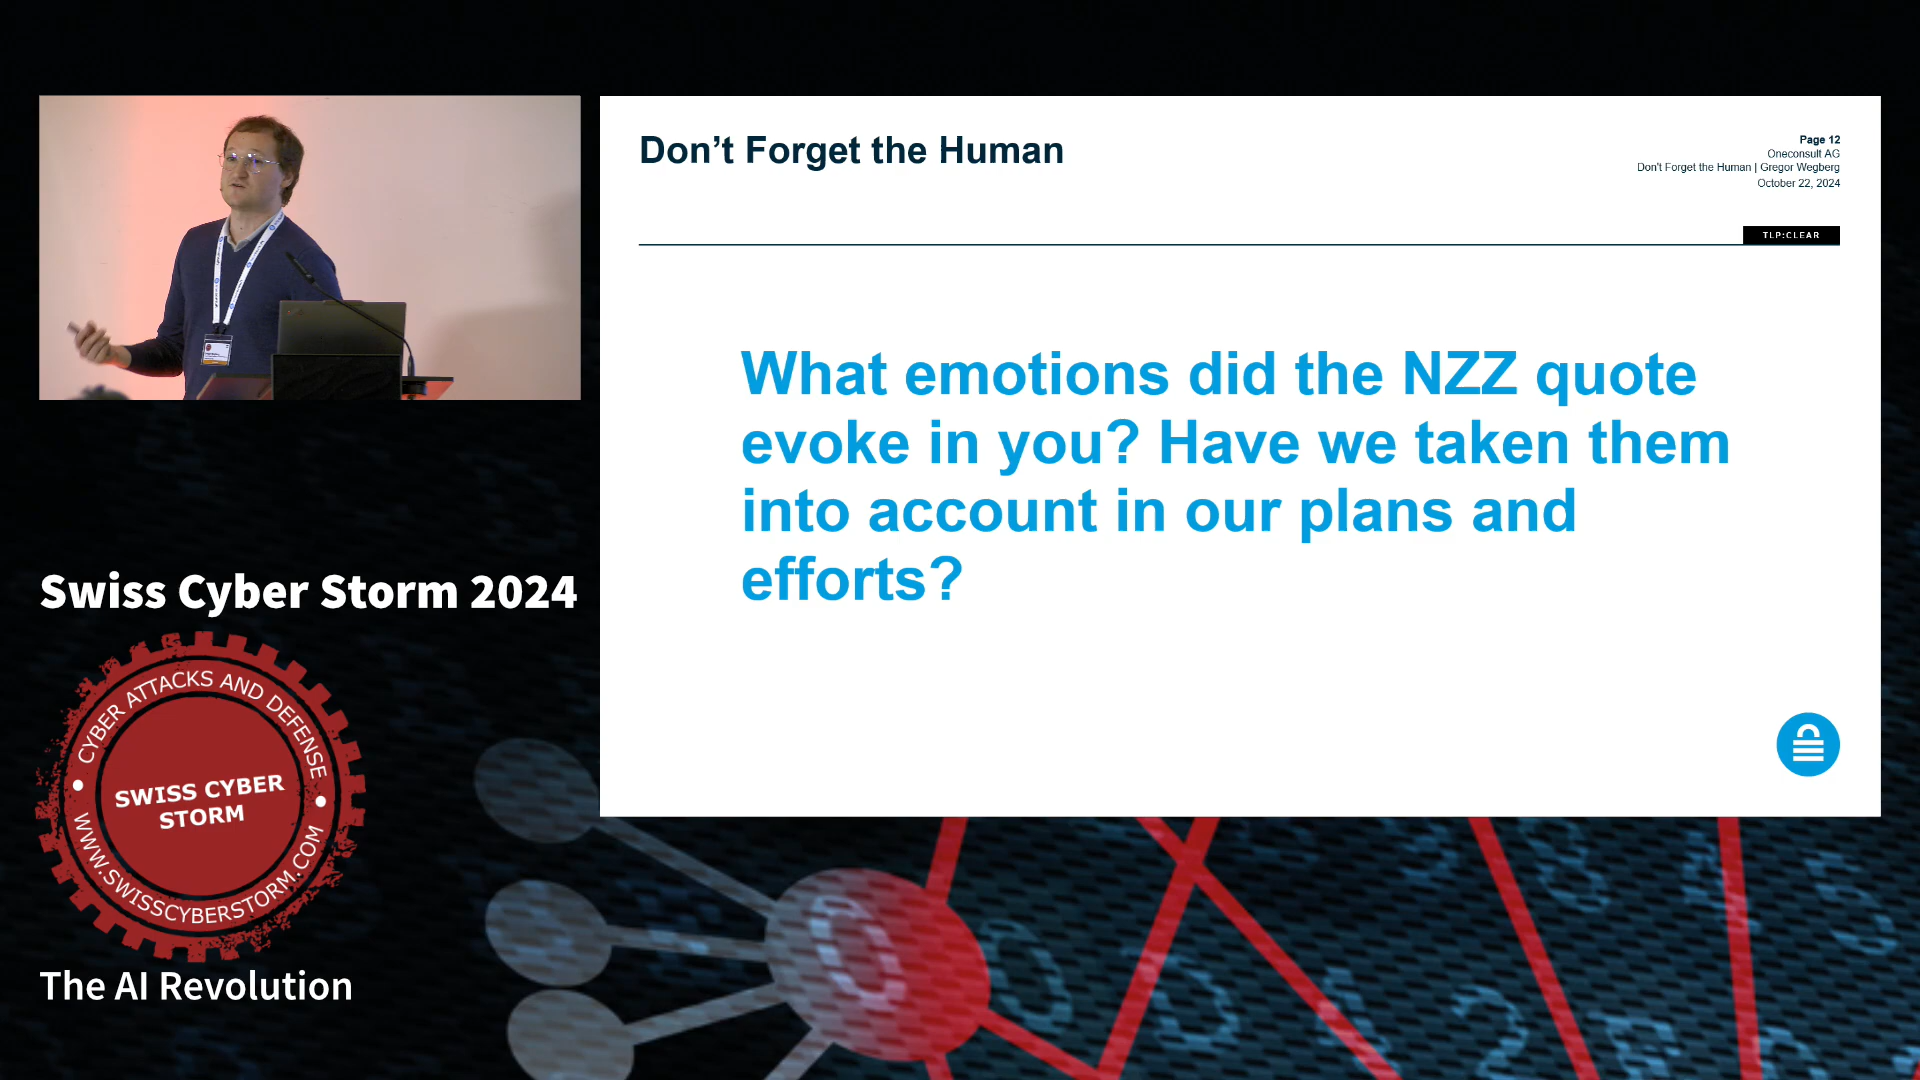 Don't Forget the Human
Page 12
Oneconsult AG
Don't Forget the Human | Gregor Wegberg
October 22, 2024
TLP:CLEAR
What emotions did the NZZ quote
evoke in you? Have we taken them
into account in our plans and
efforts?
Swiss Cyber Storm 2024
CYBER ATTACKS AND DEFENSE
SWISS CYBER
STORM
WWW.SWISSCYBERSTORM.COM
The AI Revolution